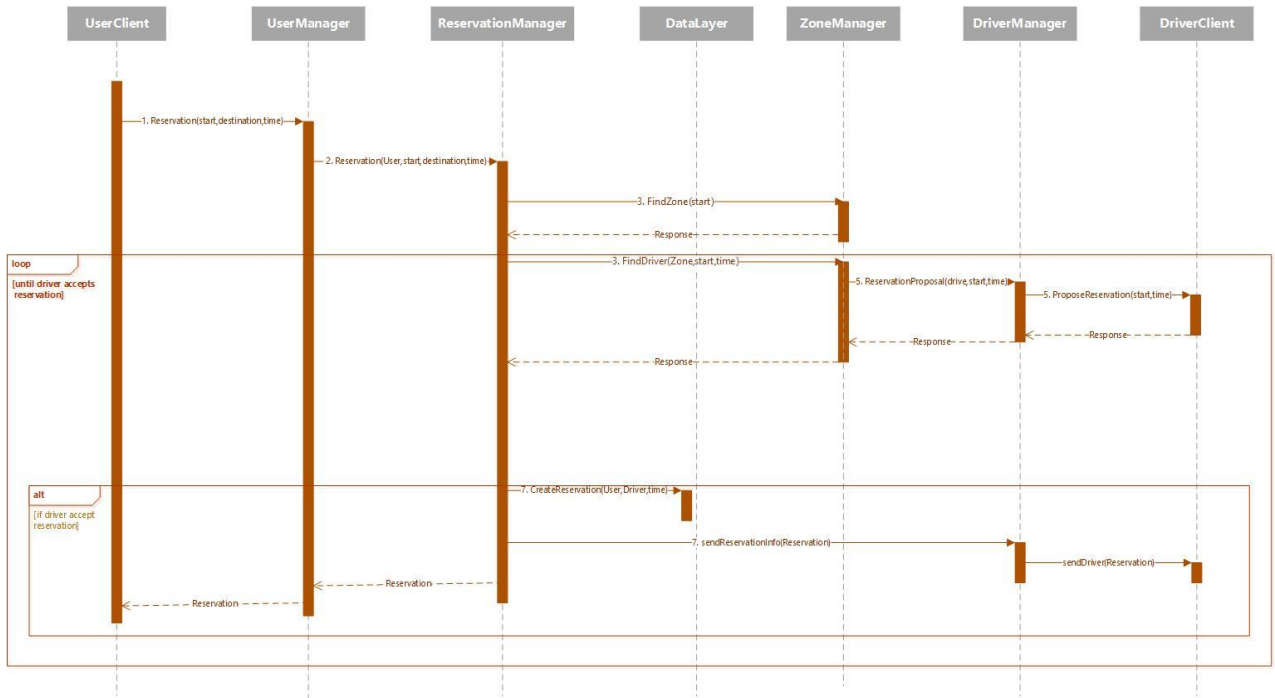 UserClient
UserManager
ReservationManager
DataLayer
ZoneManager
DriverManager
DriverClient
1. Reservation(start,destination,time)
2. Reservation(User,start,destination,time)
3. FindZone(start)
Response
loop
[until driver accepts
reservation]
3. FindDriver(Zone,start,time)
5. ReservationProposal(drive,start,time)
5. ProposeReservation(start,time)
Response
Response
Response
alt
[if driver accept
reservation]
7. CreateReservation(User,Driver,time)
7. sendReservationInfo(Reservation)
sendDriver(Reservation)
Reservation
Reservation